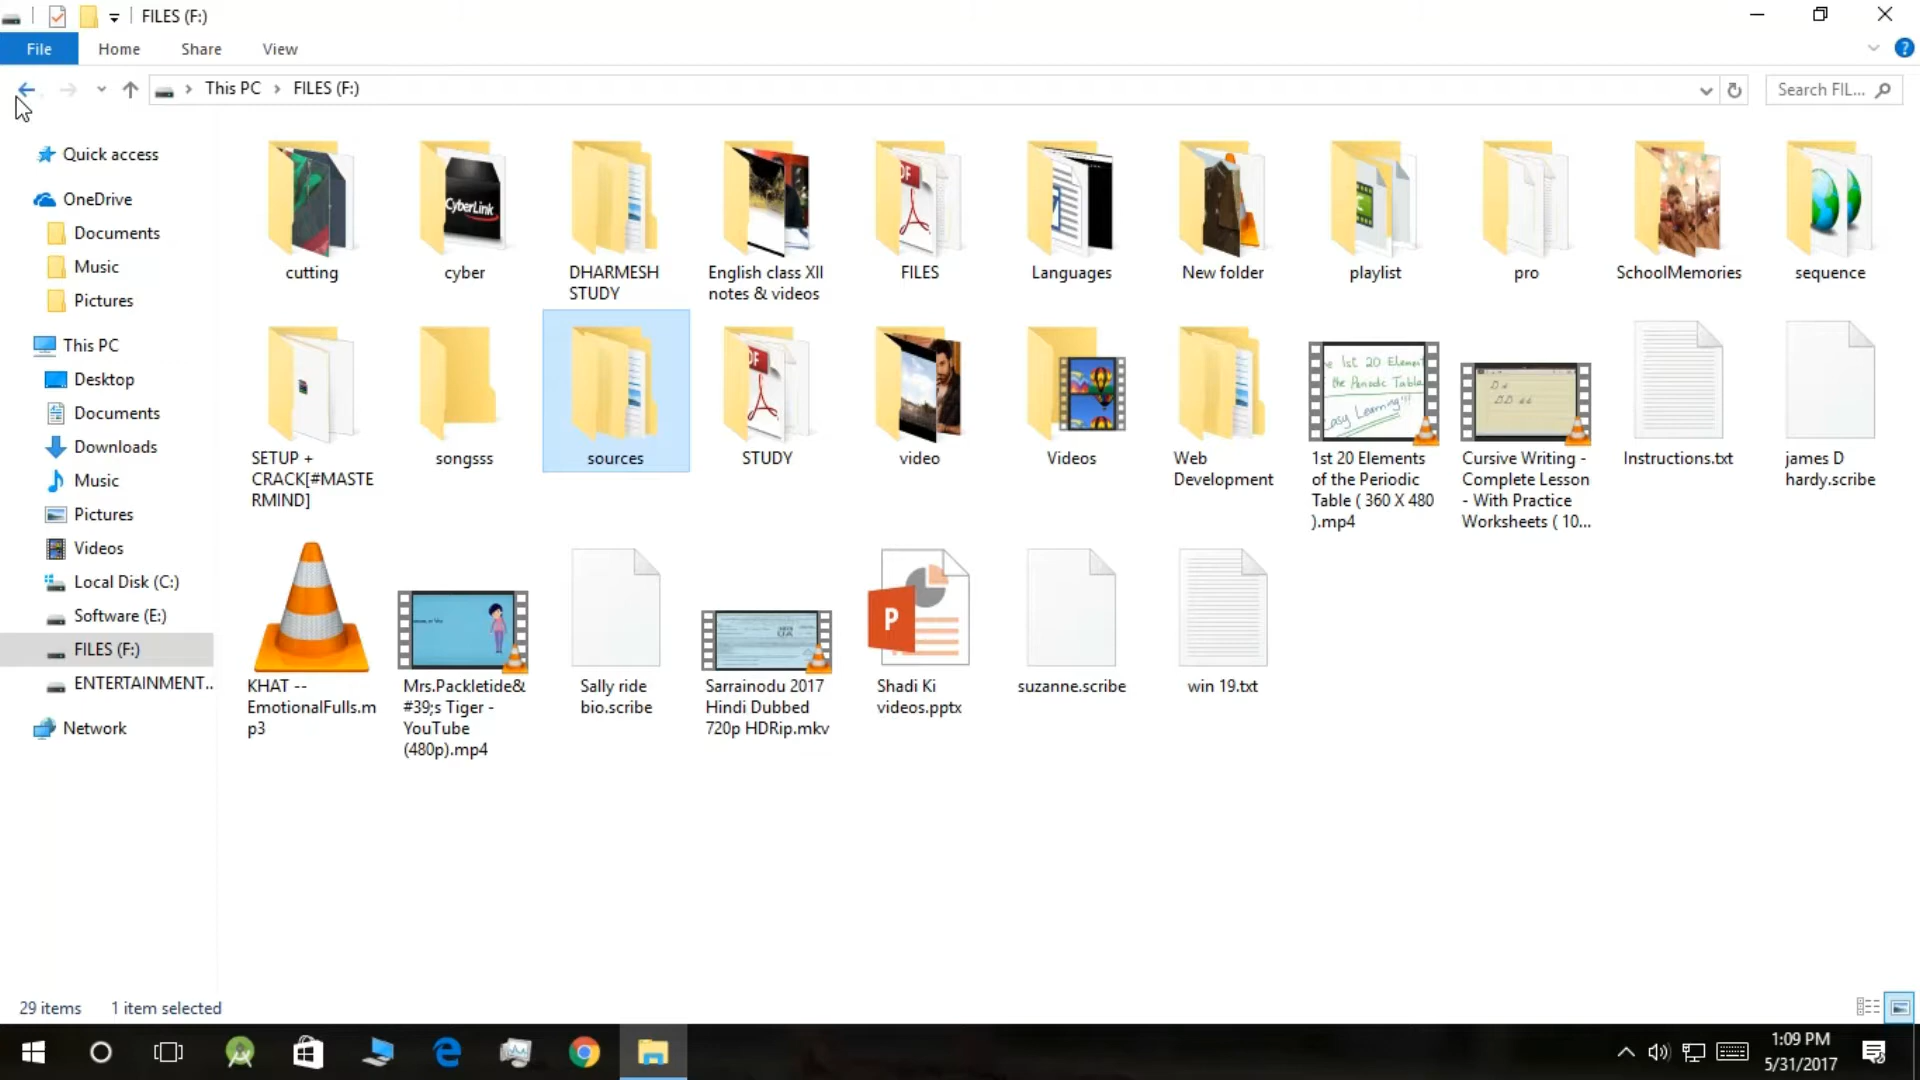 FILES (F:)
File
Home
Share
View
This PC
FILES (F:)
Search FIL...
Quick access
OneDrive
Documents
Music
Pictures
This PC
Desktop
Documents
Downloads
Music
Pictures
Videos
Local Disk (C:)
Software (E:)
FILES (F:)
ENTERTAINMENT..
Network
cutting
cyber
DHARMESH
STUDY
English class XII
notes & videos
FILES
Languages
New folder
playlist
pro
SchoolMemories
sequence
CyberLink
SETUP +
CRACK[#MASTE
RMIND]
songsss
sources
STUDY
video
Videos
Web
Development
1st 20 Elements
of the Periodic
Table ( 360 X 480
).mp4
Cursive Writing -
Complete Lesson
- With Practice
Worksheets ( 10...
Instructions.txt
james D
hardy.scribe
KHAT --
EmotionalFulls.m
p3
Mrs.Packletide&
#39;s Tiger -
YouTube
(480p).mp4
Sally ride
bio.scribe
Sarrainodu 2017
Hindi Dubbed
720p HDRip.mkv
P
Shadi Ki
videos.pptx
suzanne.scribe
win 19.txt
29 items
1 item selected
1:09 PM
5/31/2017